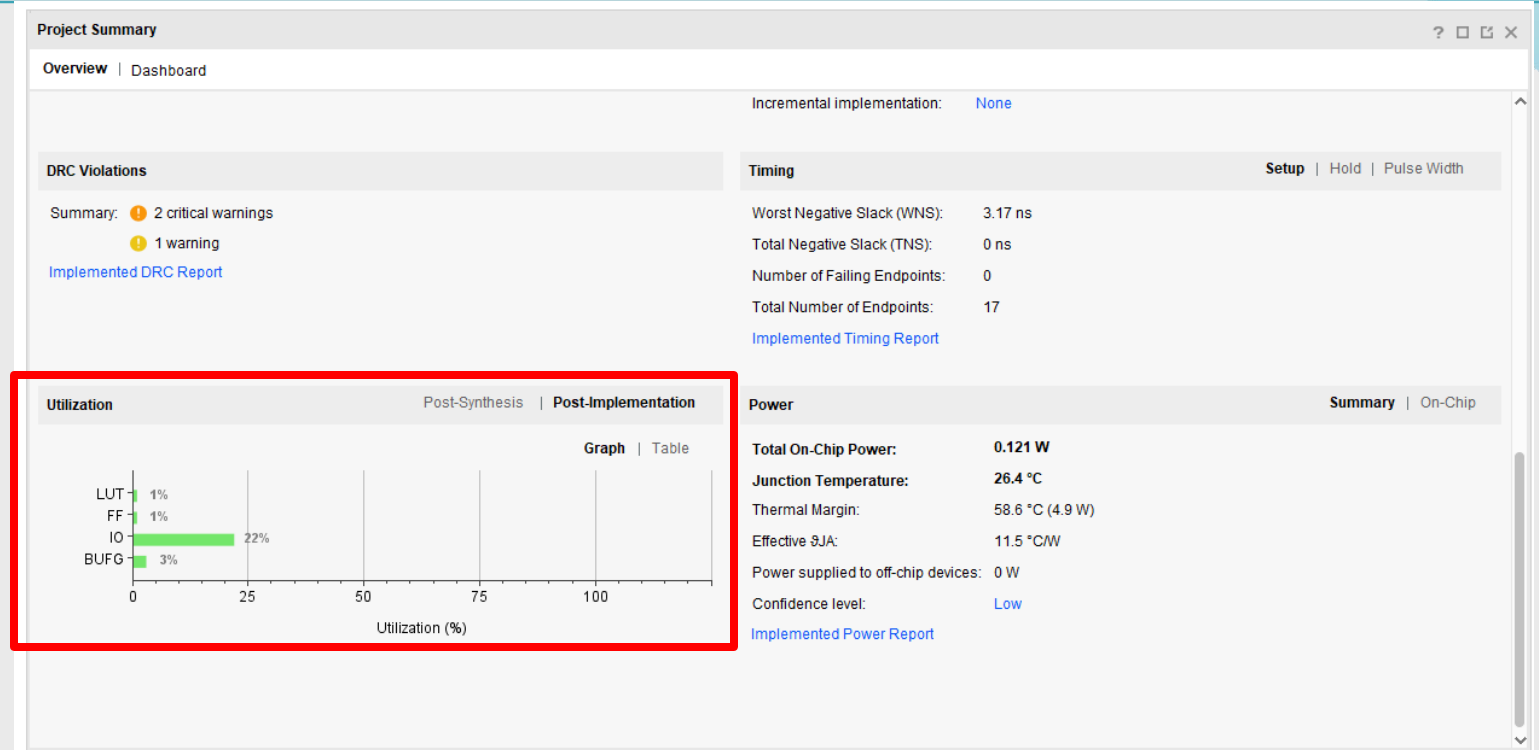 Project Summary
Overview | Dashboard
Incremental implementation: None
DRC Violations
Summary: 2 critical warnings
1 warning
Implemented DRC Report
Timing Setup | Hold | Pulse Width
Worst Negative Slack (WNS): 3.17 ns
Total Negative Slack (TNS): 0 ns
Number of Failing Endpoints: 0
Total Number of Endpoints: 17
Implemented Timing Report
Utilization Post-Synthesis | Post-Implementation
Graph | Table
LUT 1%
FF 1%
IO 22%
BUFG 3%
0 25 50 75 100
Utilization (%)
Power Summary | On-Chip
Total On-Chip Power: 0.121 W
Junction Temperature: 26.4 °C
Thermal Margin: 58.6 °C (4.9 W)
Effective ϑJA: 11.5 °C/W
Power supplied to off-chip devices: 0 W
Confidence level: Low
Implemented Power Report